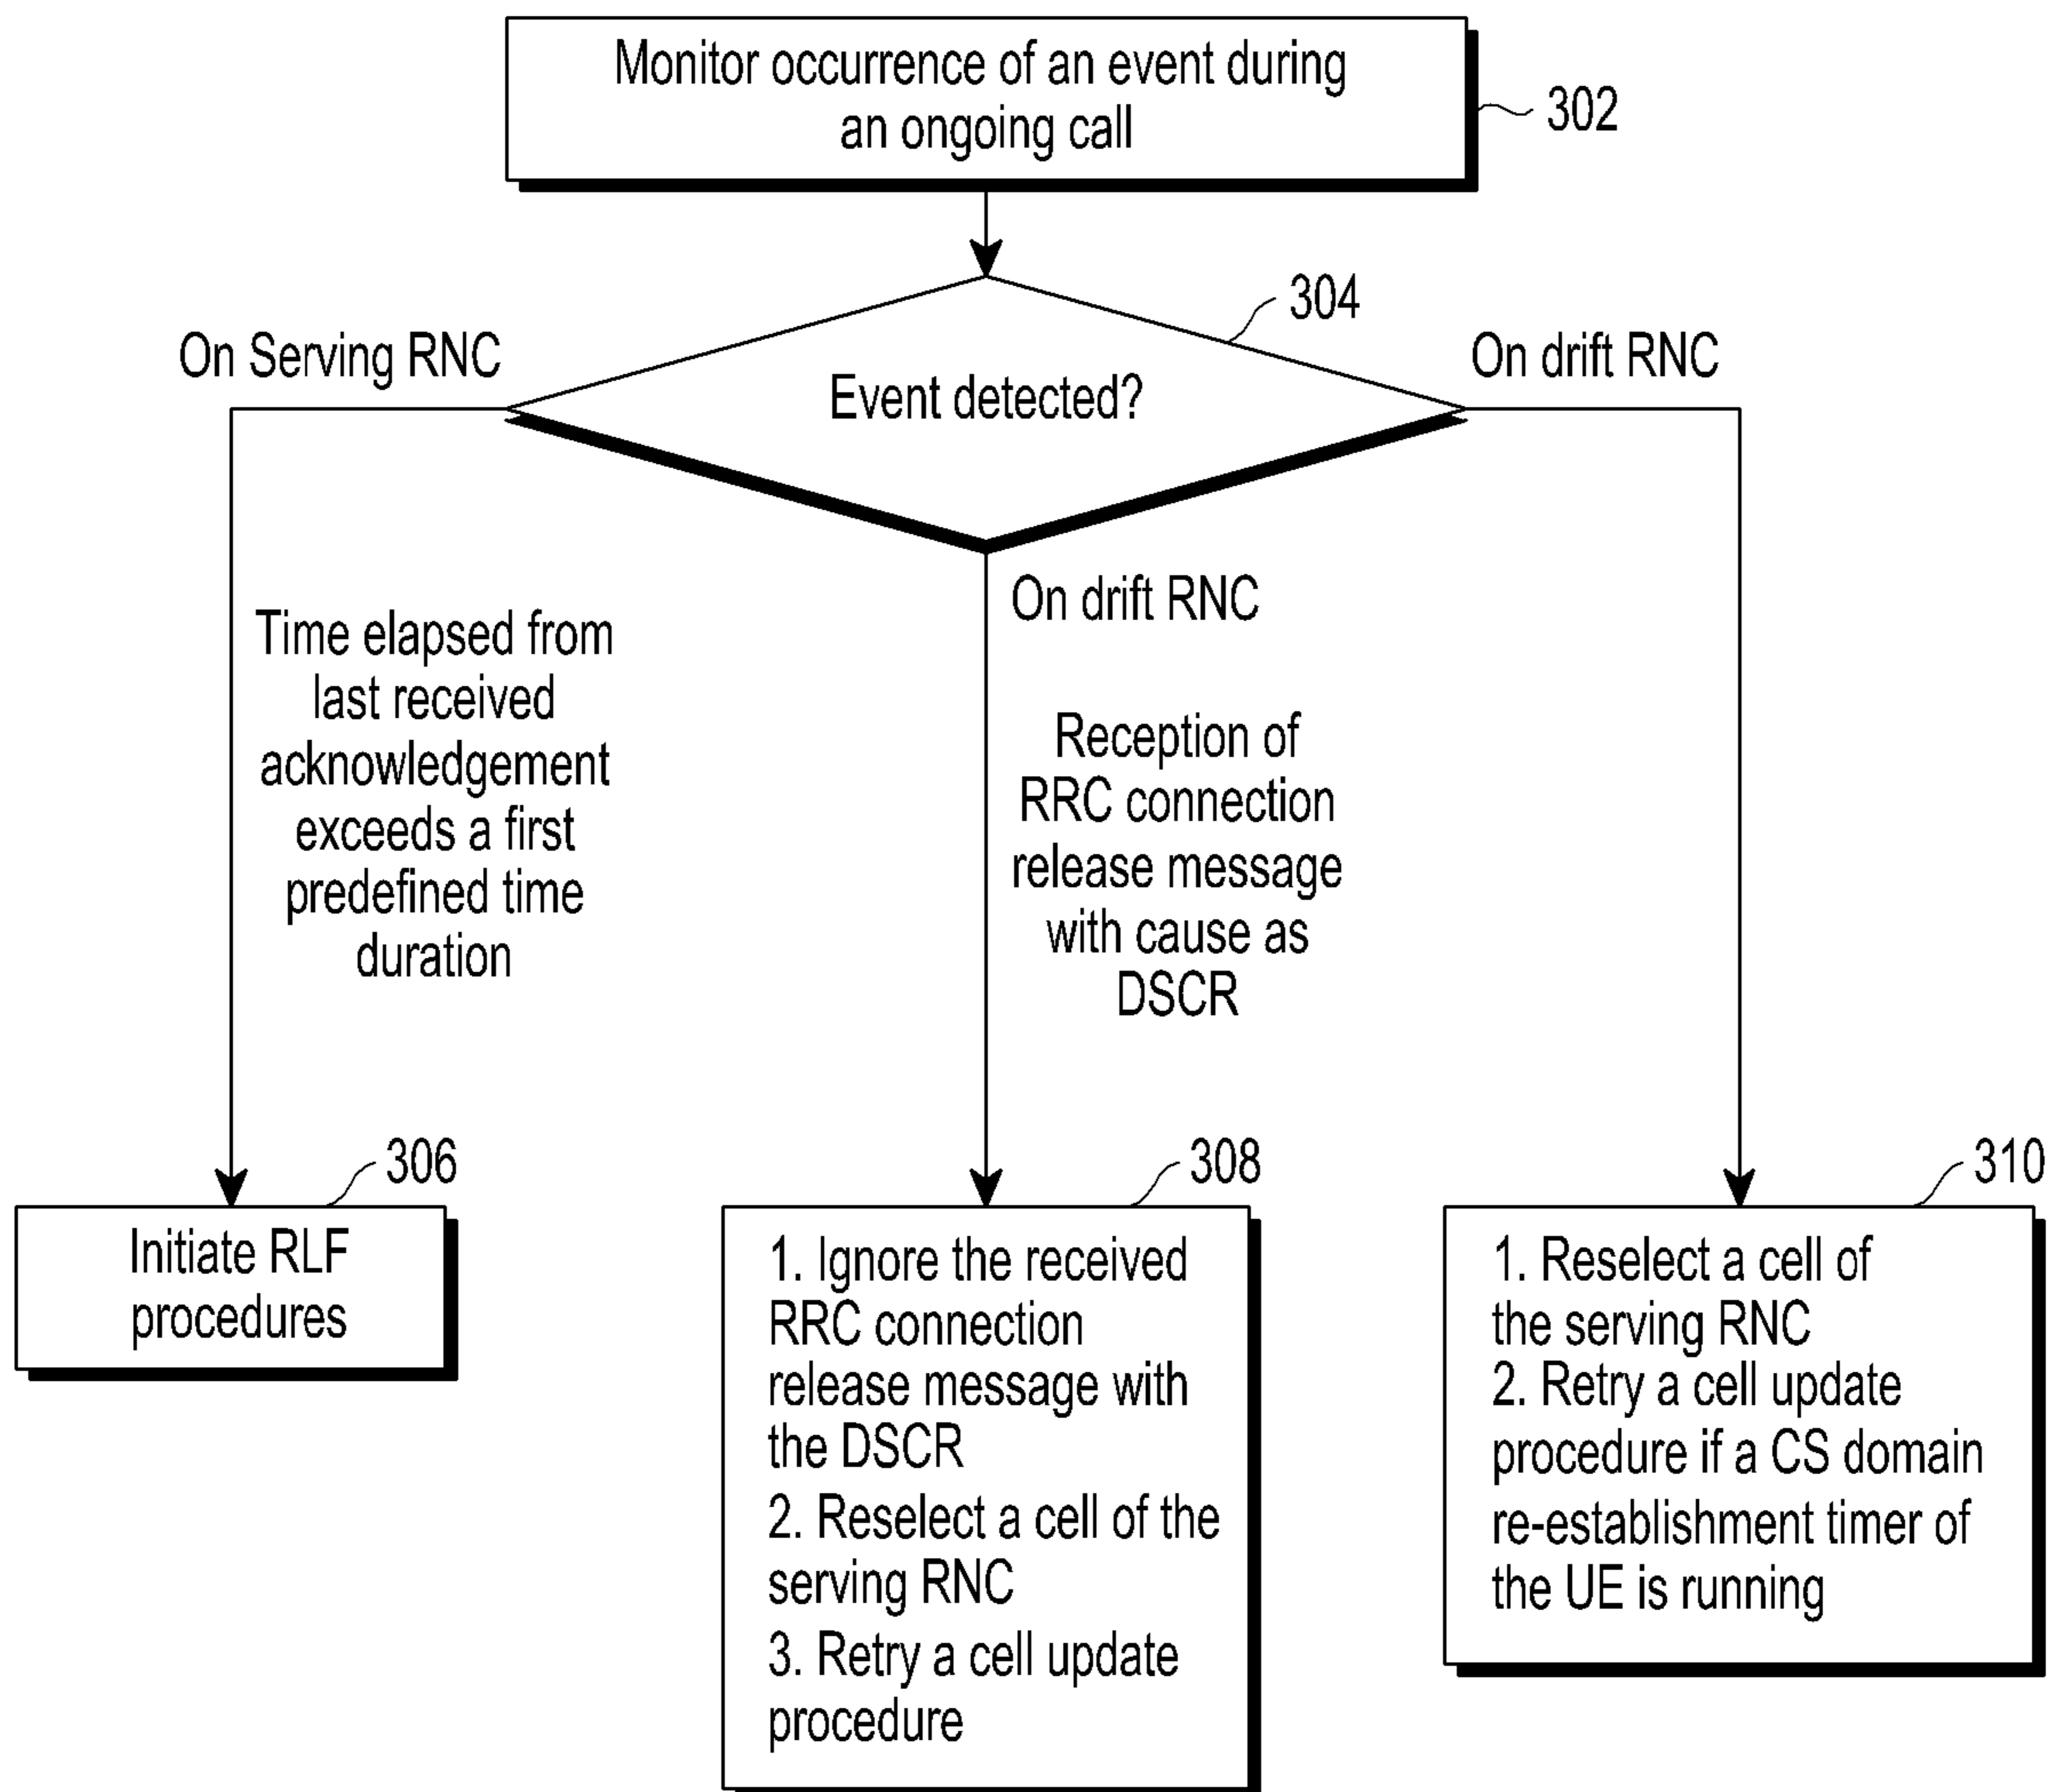 Monitor occurrence of an event during
an ongoing call
302
304
On Serving RNC
On drift RNC
Event detected?
On drift RNC
Time elapsed from
last received
acknowledgement
exceeds a first
predefined time
duration
Reception of
RRC connection
release message
with cause as
DSCR
306
Initiate RLF
procedures
308
1. Ignore the received
RRC connection
release message with
the DSCR
2. Reselect a cell of the
serving RNC
3. Retry a cell update
procedure
310
1. Reselect a cell of
the serving RNC
2. Retry a cell update
procedure if a CS domain
re-establishment timer of
the UE is running